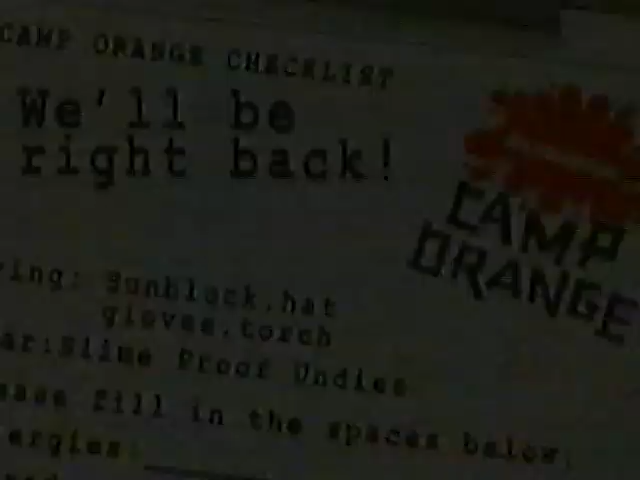 CAMP ORANGE CHECKLIST
We'll be
right back!
CAMP
ORANGE
ing: Sunblock, hat
gloves, torch
ar: Slime Proof Undies
ease fill in the spaces below.
ergies: